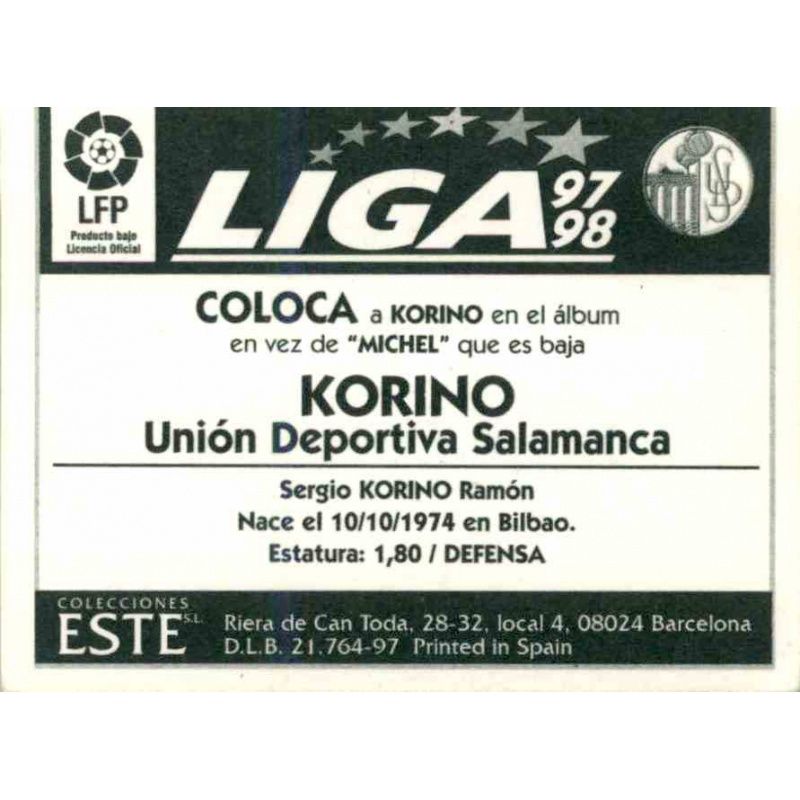 LFP
Producto bajo
Licencia Oficial
LIGA 97
98
UDS
COLOCA a KORINO en el álbum
en vez de "MICHEL" que es baja
KORINO
Unión Deportiva Salamanca
Sergio KORINO Ramón
Nace el 10/10/1974 en Bilbao.
Estatura: 1,80 / DEFENSA
COLECCIONES
ESTE S.L.
Riera de Can Toda, 28-32, local 4, 08024 Barcelona
D.L.B. 21.764-97 Printed in Spain